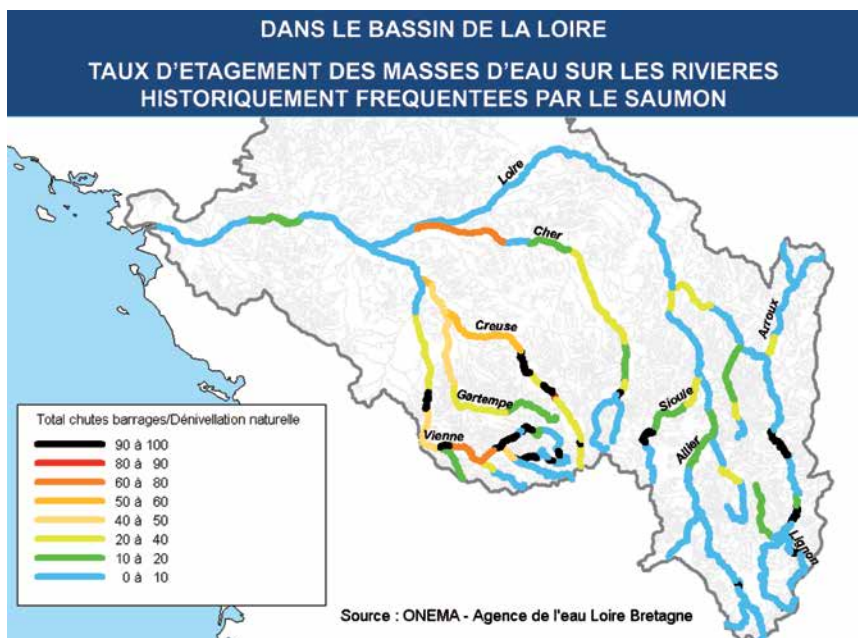 DANS LE BASSIN DE LA LOIRE
TAUX D'ETAGEMENT DES MASSES D'EAU SUR LES RIVIERES
HISTORIQUEMENT FREQUENTEES PAR LE SAUMON
Loire
Cher
Arroux
Creuse
Gartempe
Sioule
Vienne
Allier
Lignon
Total chutes barrages/Dénivellation naturelle
90 à 100
80 à 90
60 à 80
50 à 60
40 à 50
20 à 40
10 à 20
0 à 10
Source : ONEMA - Agence de l'eau Loire Bretagne